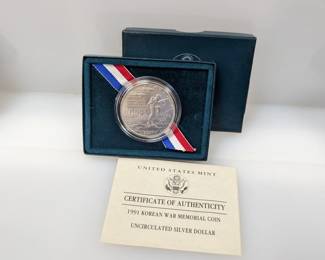 UNITED STATES MINT
CERTIFICATE OF AUTHENTICITY
1991 KOREAN WAR MEMORIAL COIN
UNCIRCULATED SILVER DOLLAR